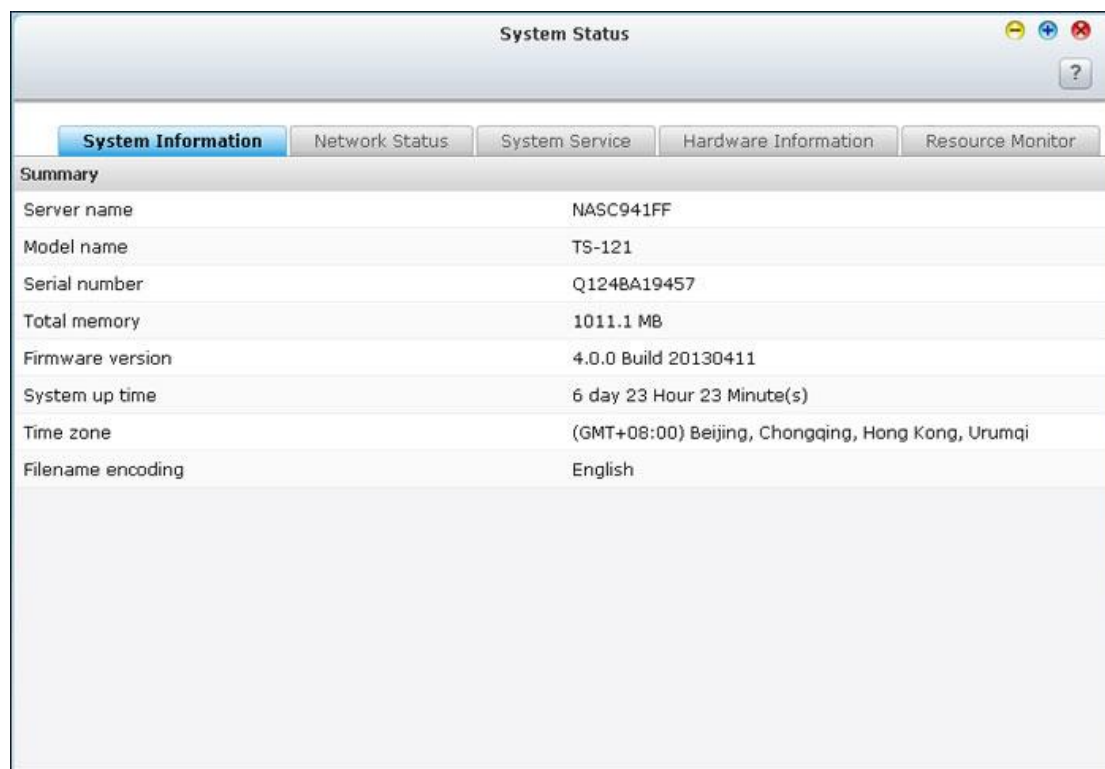 System Status
?
System Information Network Status System Service Hardware Information Resource Monitor
Summary
Server name NASC941FF
Model name TS-121
Serial number Q124BA19457
Total memory 1011.1 MB
Firmware version 4.0.0 Build 20130411
System up time 6 day 23 Hour 23 Minute(s)
Time zone (GMT+08:00) Beijing, Chongqing, Hong Kong, Urumqi
Filename encoding English